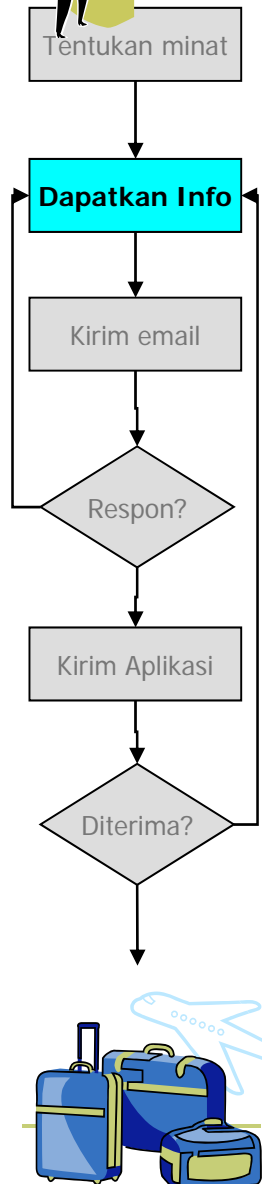 Tentukan minat
Dapatkan Info
Kirim email
Respon?
Kirim Aplikasi
Diterima?